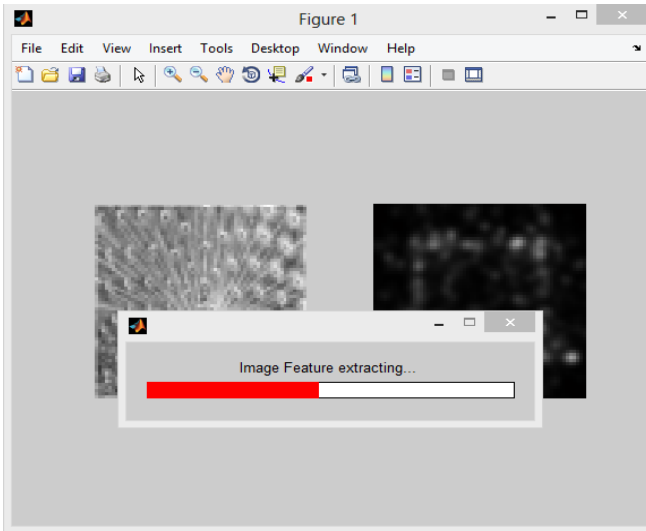 Figure 1
File Edit View Insert Tools Desktop Window Help
Image Feature extracting...